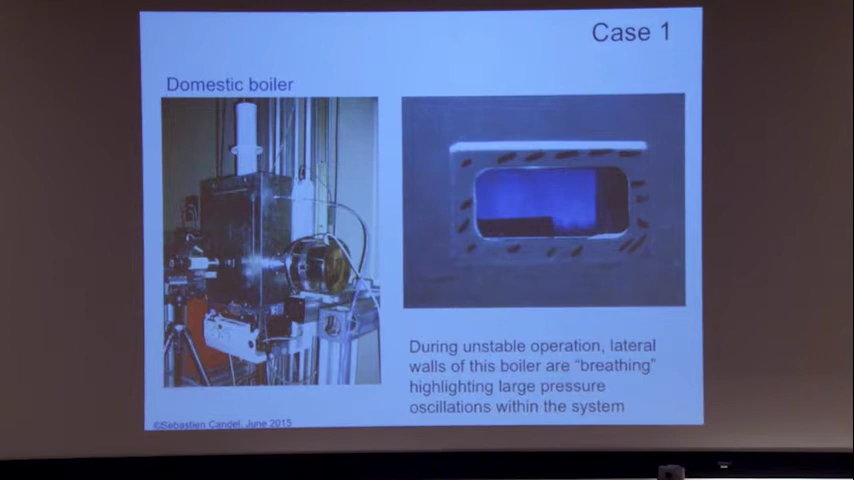 Case 1
Domestic boiler
During unstable operation, lateral
walls of this boiler are “breathing”
highlighting large pressure
oscillations within the system
©Sebastien Candel, June 2015